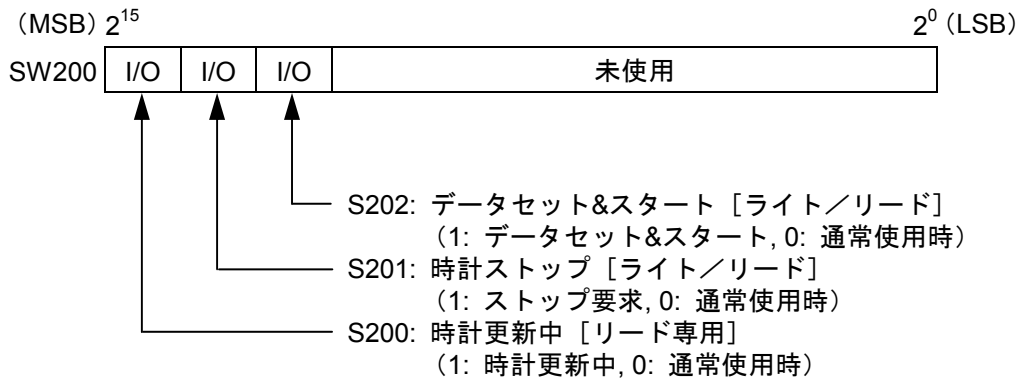 （MSB）2^15 2^0（LSB）
SW200 I/O I/O I/O 未使用
S202: データセット&スタート［ライト／リード］
（1: データセット&スタート, 0: 通常使用時）
S201: 時計ストップ［ライト／リード］
（1: ストップ要求, 0: 通常使用時）
S200: 時計更新中［リード専用］
（1: 時計更新中, 0: 通常使用時）